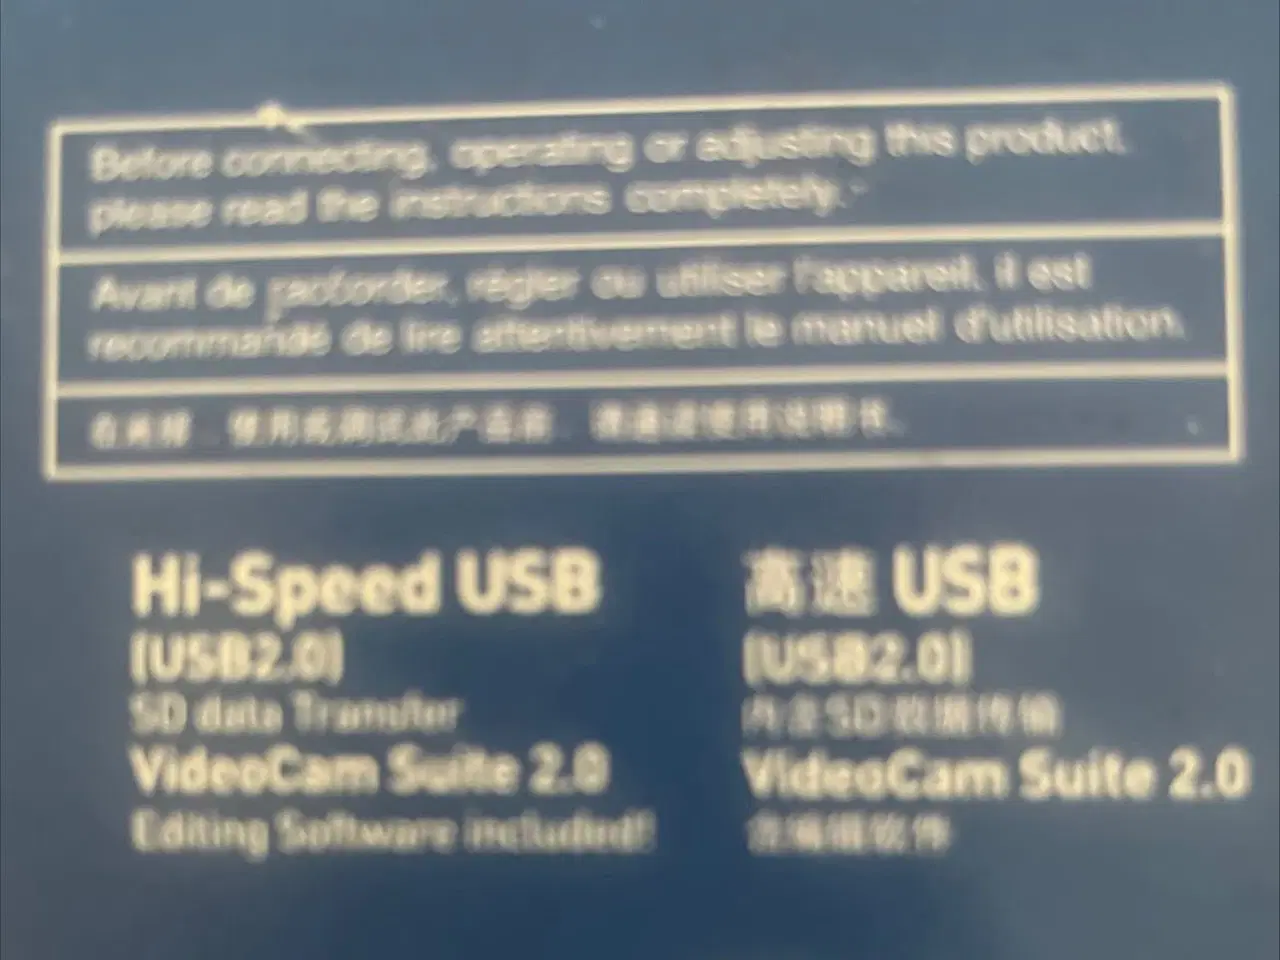 Before connecting, operating or adjusting this product,
please read the instructions completely.
Avant de raccorder, régler ou utiliser l'appareil, il est
recommandé de lire attentivement le manuel d'utilisation.
Hi-Speed USB
(USB2.0)
SD data Transfer
VideoCam Suite 2.0
Editing Software included!
高速 USB
(USB2.0)
SD
VideoCam Suite 2.0